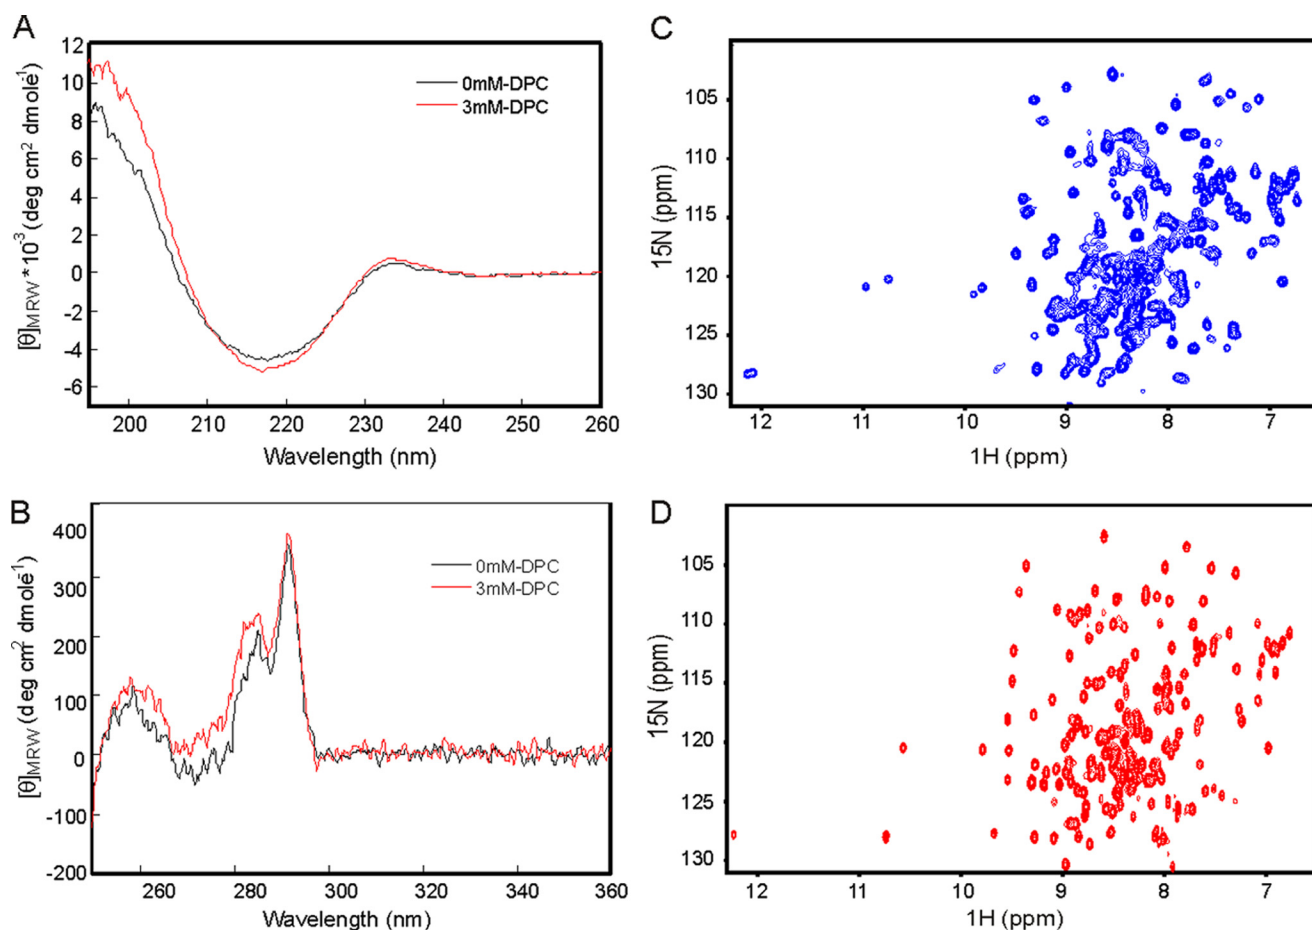 A
12
10
8
6
4
2
0
-2
-4
-6
0mM-DPC
3mM-DPC
200 210 220 230 240 250 260
Wavelength (nm)
[θ]MRW *10-3 (deg cm2 dmolé1)
B
400
300
200
100
0
-100
-200
0mM-DPC
3mM-DPC
260 280 300 320 340 360
Wavelength (nm)
[θ]MRW (deg cm2 dmolé1)
C
105
110
115
120
125
130
15N (ppm)
12 11 10 9 8 7
1H (ppm)
D
105
110
115
120
125
130
15N (ppm)
12 11 10 9 8 7
1H (ppm)